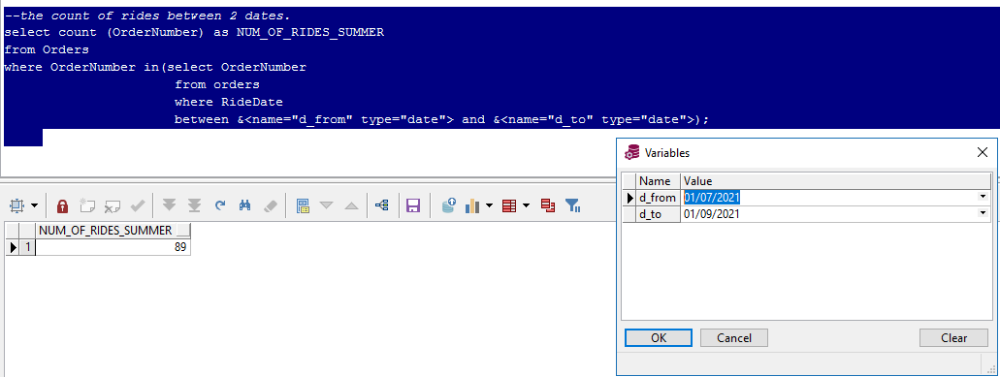 --the count of rides between 2 dates.
select count (OrderNumber) as NUM_OF_RIDES_SUMMER
from Orders
where OrderNumber in(select OrderNumber
from orders
where RideDate
between &<name="d_from" type="date"> and &<name="d_to" type="date">);
Variables
Name Value
d_from 01/07/2021
d_to 01/09/2021
OK Cancel Clear
NUM_OF_RIDES_SUMMER
1 89